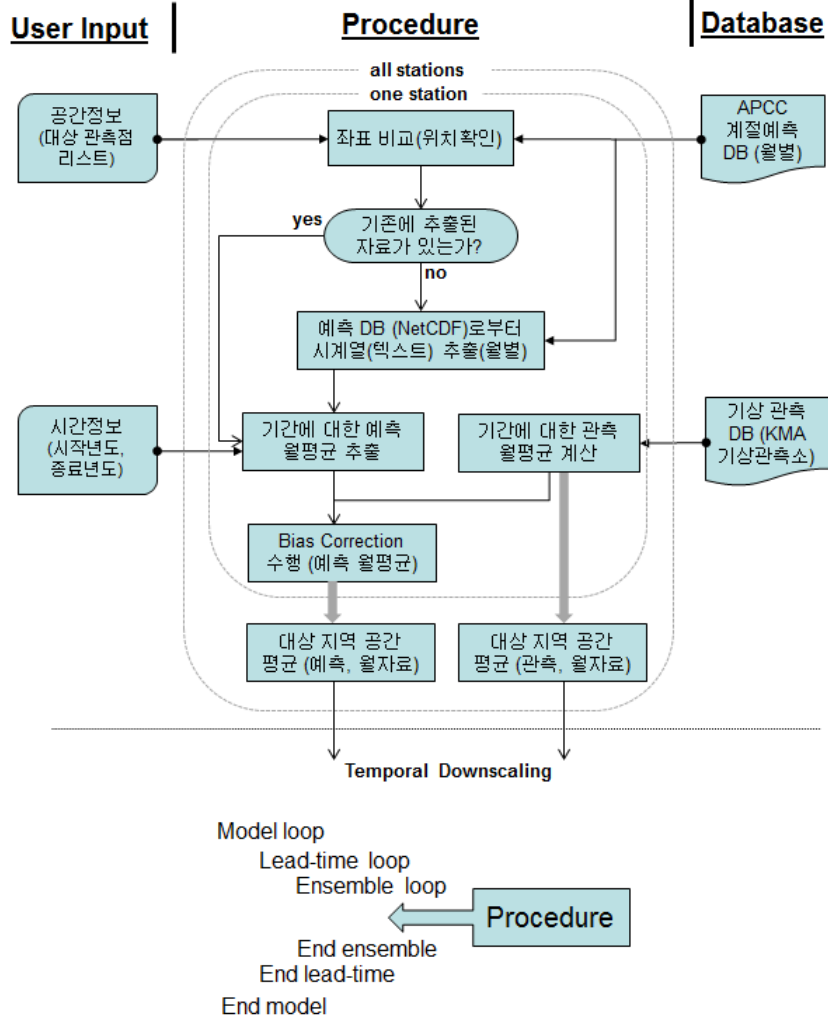 User Input
Procedure
Database
all stations
one station
공간정보
(대상 관측점
리스트)
좌표 비교(위치확인)
APCC
계절예측
DB (월별)
yes
기존에 추출된
자료가 있는가?
no
예측 DB (NetCDF)로부터
시계열(텍스트) 추출(월별)
시간정보
(시작년도,
종료년도)
기간에 대한 예측
월평균 추출
기간에 대한 관측
월평균 계산
기상 관측
DB (KMA
기상관측소)
Bias Correction
수행 (예측 월평균)
대상 지역 공간
평균 (예측, 월자료)
대상 지역 공간
평균 (관측, 월자료)
Temporal Downscaling
Model loop
Lead-time loop
Ensemble loop
Procedure
End ensemble
End lead-time
End model